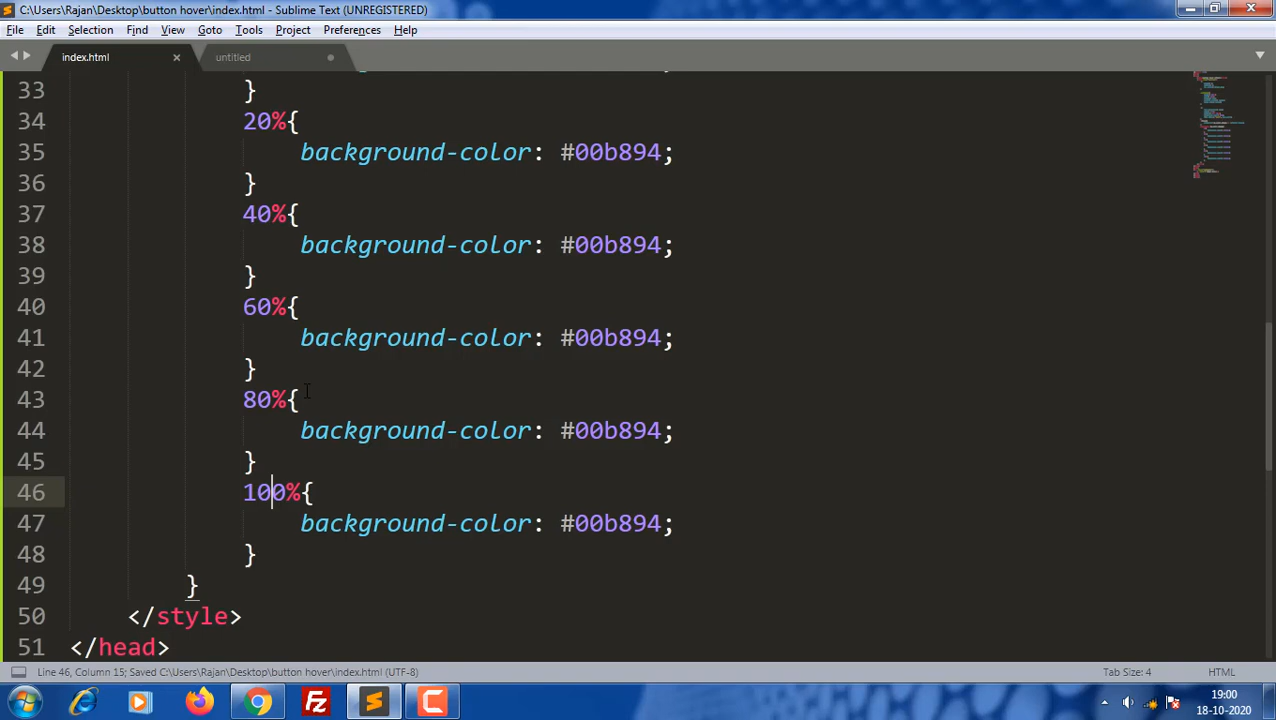 C:\Users\Rajan\Desktop\button hover\index.html - Sublime Text (UNREGISTERED)
File Edit Selection Find View Goto Tools Project Preferences Help
index.html untitled
33 }
34 20%{
35 background-color: #00b894;
36 }
37 40%{
38 background-color: #00b894;
39 }
40 60%{
41 background-color: #00b894;
42 }
43 80%{
44 background-color: #00b894;
45 }
46 100%{
47 background-color: #00b894;
48 }
49 }
50 </style>
51 </head>
Line 46, Column 15; Saved C:\Users\Rajan\Desktop\button hover\index.html (UTF-8) Tab Size: 4 HTML
19:00
18-10-2020